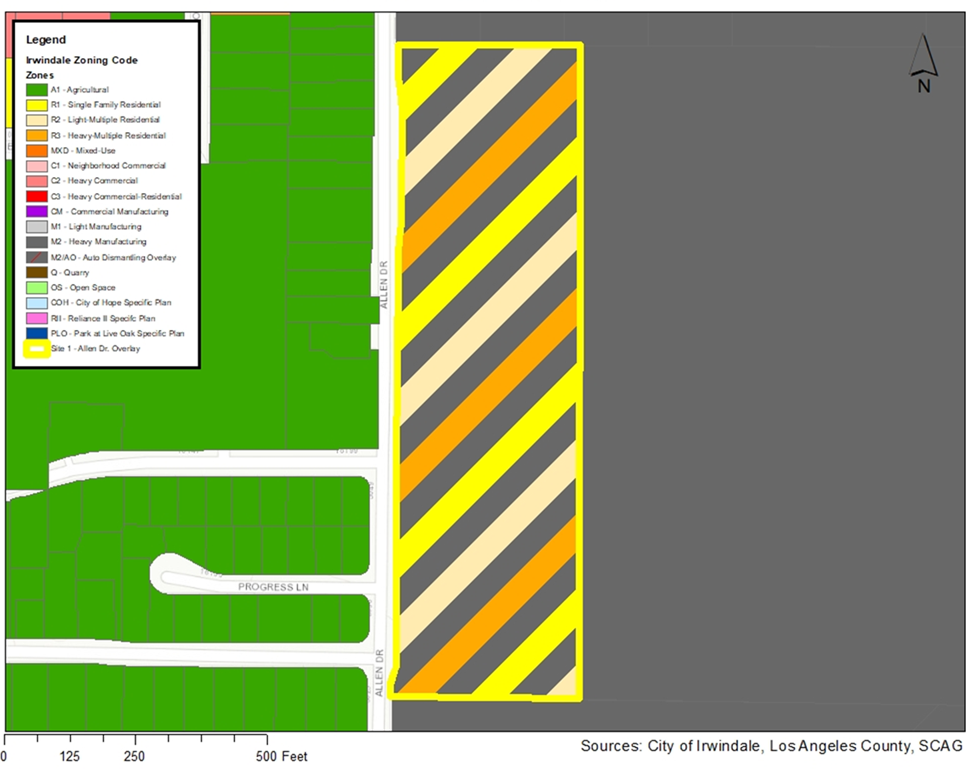 Legend
Irwindale Zoning Code
Zones
A1 - Agricultural
R1 - Single Family Residential
R2 - Light-Multiple Residential
R3 - Heavy-Multiple Residential
MXD - Mixed-Use
C1 - Neighborhood Commercial
C2 - Heavy Commercial
C3 - Heavy Commercial-Residential
CM - Commercial Manufacturing
M1 - Light Manufacturing
M2 - Heavy Manufacturing
M2/AO - Auto Dismantling Overlay
Q - Quarry
OS - Open Space
COH - City of Hope Specific Plan
RII - Reliance II Specifc Plan
PLO - Park at Live Oak Specific Plan
Site 1 - Allen Dr. Overlay
N
ALLEN DR
PROGRESS LN
ALLEN DR
0 125 250 500 Feet
Sources: City of Irwindale, Los Angeles County, SCAG